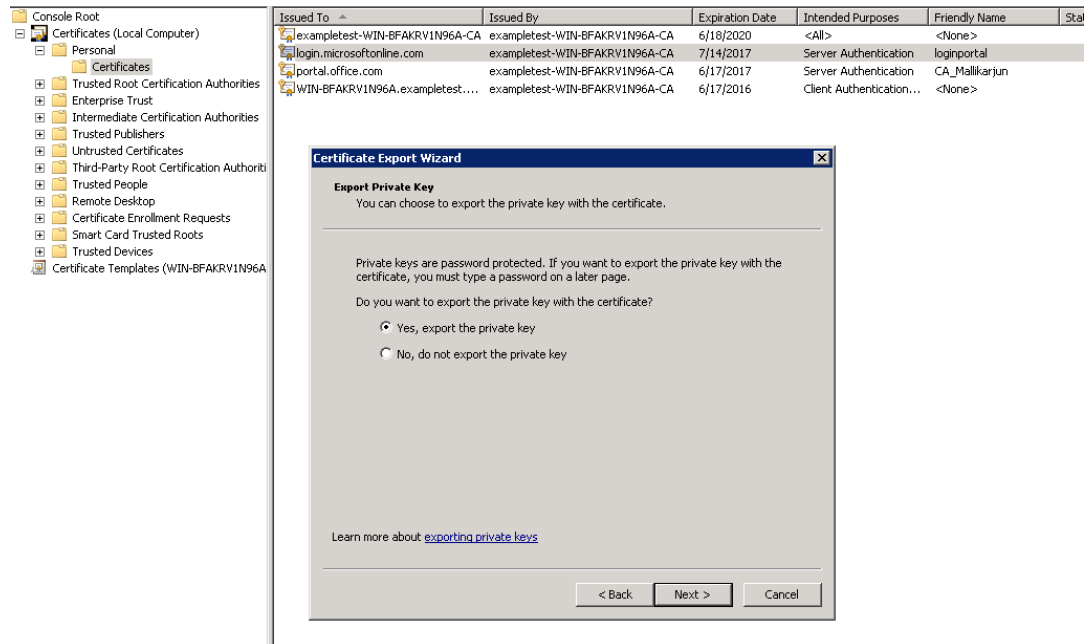 Console Root
Certificates (Local Computer)
Personal
Certificates
Trusted Root Certification Authorities
Enterprise Trust
Intermediate Certification Authorities
Trusted Publishers
Untrusted Certificates
Third-Party Root Certification Authoriti
Trusted People
Remote Desktop
Certificate Enrollment Requests
Smart Card Trusted Roots
Trusted Devices
Certificate Templates (WIN-BFAKRV1N96A
Issued To Issued By Expiration Date Intended Purposes Friendly Name Stat
exampletest-WIN-BFAKRV1N96A-CA exampletest-WIN-BFAKRV1N96A-CA 6/18/2020 <All> <None>
login.microsoftonline.com exampletest-WIN-BFAKRV1N96A-CA 7/14/2017 Server Authentication loginportal
portal.office.com exampletest-WIN-BFAKRV1N96A-CA 6/17/2017 Server Authentication CA_Mallikarjun
WIN-BFAKRV1N96A.exampletest.... exampletest-WIN-BFAKRV1N96A-CA 6/17/2016 Client Authentication... <None>
Certificate Export Wizard
Export Private Key
You can choose to export the private key with the certificate.
Private keys are password protected. If you want to export the private key with the
certificate, you must type a password on a later page.
Do you want to export the private key with the certificate?
Yes, export the private key
No, do not export the private key
Learn more about exporting private keys
< Back Next > Cancel